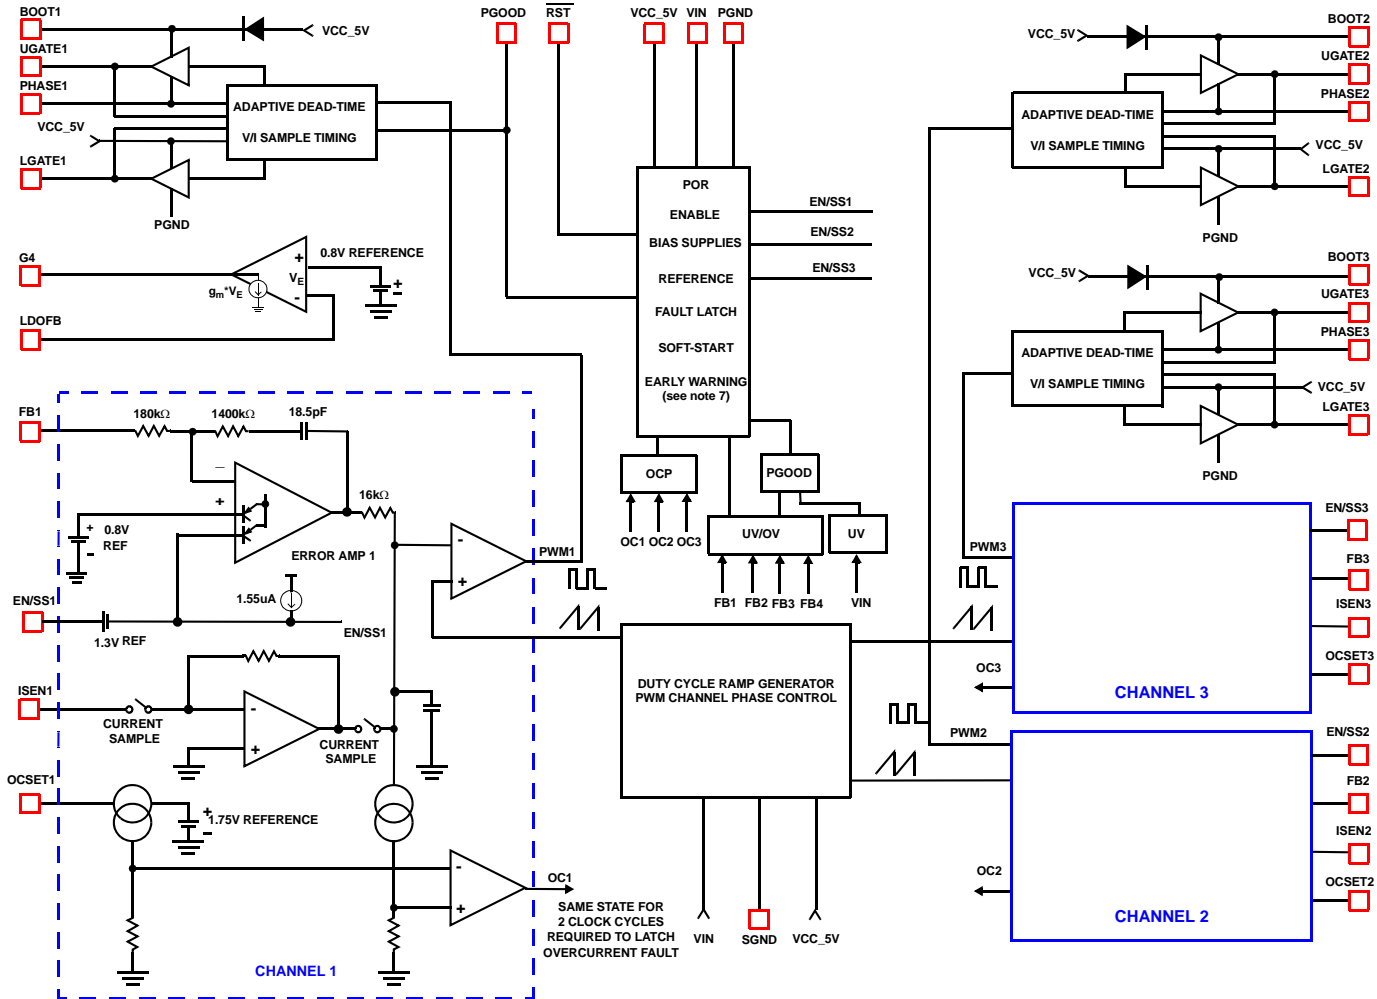 BOOT1
VCC_5V
UGATE1
PHASE1
VCC_5V
LGATE1
PGND
ADAPTIVE DEAD-TIME
V/I SAMPLE TIMING
PGOOD
RST
VCC_5V
VIN
PGND
POR
ENABLE
BIAS SUPPLIES
REFERENCE
FAULT LATCH
SOFT-START
EARLY WARNING
(see note 7)
EN/SS1
EN/SS2
EN/SS3
BOOT2
VCC_5V
UGATE2
PHASE2
ADAPTIVE DEAD-TIME
V/I SAMPLE TIMING
VCC_5V
LGATE2
PGND
G4
0.8V REFERENCE
+
VE
gm*VE
-
+
-
LDOFB
BOOT3
VCC_5V
UGATE3
PHASE3
ADAPTIVE DEAD-TIME
V/I SAMPLE TIMING
VCC_5V
LGATE3
PGND
FB1
180kΩ
1400kΩ
18.5pF
–
+
16kΩ
+
0.8V
REF
-
ERROR AMP 1
-
+
PWM1
EN/SS1
1.3V REF
1.55uA
EN/SS1
ISEN1
CURRENT
SAMPLE
-
+
CURRENT
SAMPLE
OCSET1
+
1.75V REFERENCE
-
-
+
OC1
SAME STATE FOR
2 CLOCK CYCLES
REQUIRED TO LATCH
OVERCURRENT FAULT
CHANNEL 1
OCP
OC1
OC2
OC3
PGOOD
UV/OV
UV
FB1
FB2
FB3
FB4
VIN
DUTY CYCLE RAMP GENERATOR
PWM CHANNEL PHASE CONTROL
VIN
SGND
VCC_5V
PWM3
OC3
CHANNEL 3
EN/SS3
FB3
ISEN3
OCSET3
PWM2
OC2
CHANNEL 2
EN/SS2
FB2
ISEN2
OCSET2